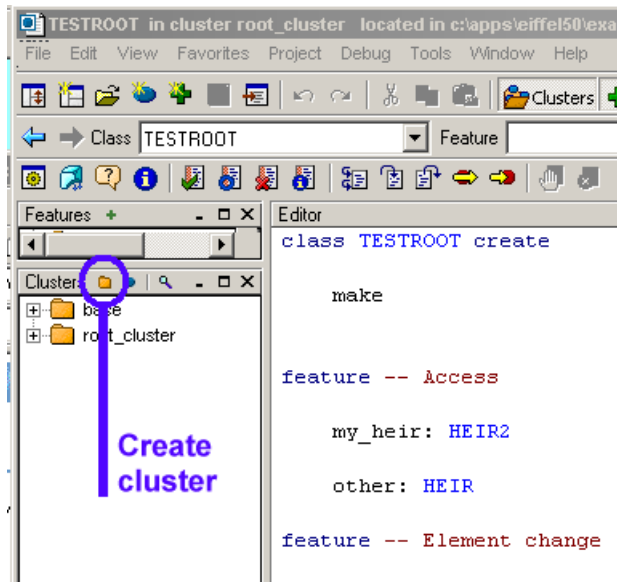 TESTROOT in cluster root_cluster located in c:\apps\eiffel50\exa
File Edit View Favorites Project Debug Tools Window Help
Clusters
Class TESTROOT Feature
Features
Editor
class TESTROOT create
Clusters
make
base
root_cluster
feature -- Access
my_heir: HEIR2
Create
cluster
other: HEIR
feature -- Element change